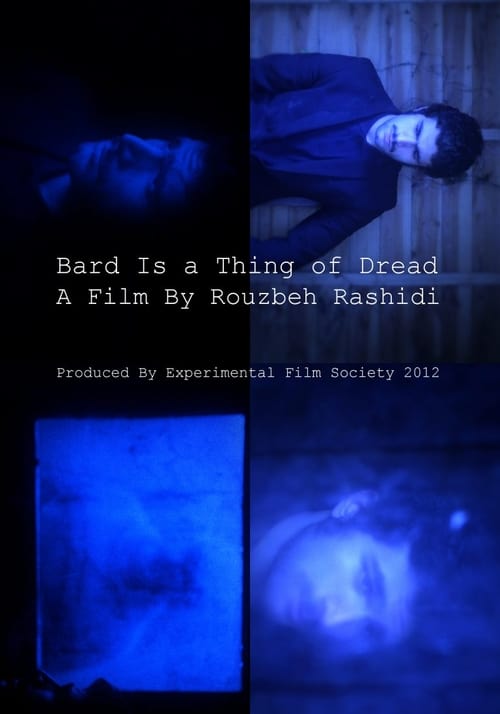 Bard Is a Thing of Dread
A Film By Rouzbeh Rashidi
Produced By Experimental Film Society 2012